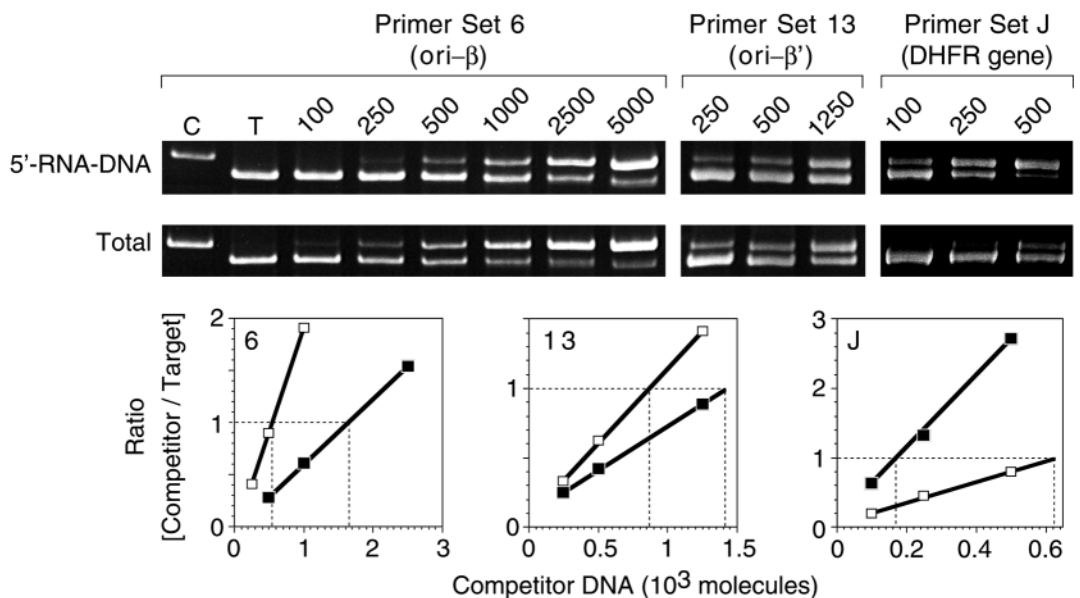 Primer Set 6 Primer Set 13 Primer Set J
(ori–β) (ori–β') (DHFR gene)
C T 100 250 500 1000 2500 5000 250 500 1250 100 250 500
5'-RNA-DNA
Total
Ratio
[Competitor / Target]
2
1
0
6
0 1 2 3
1
0
13
0 0.5 1 1.5
3
2
1
0
J
0 0.2 0.4 0.6
Competitor DNA (10³ molecules)